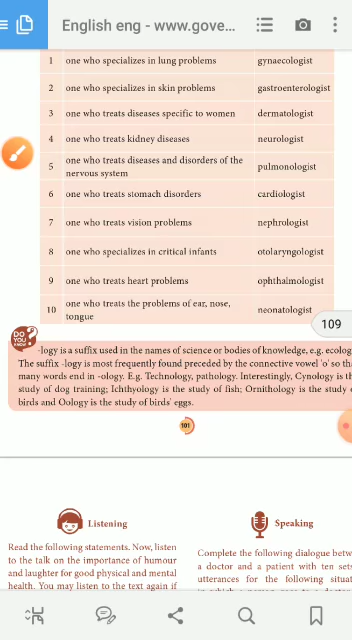 English eng - www.gove...
1 one who specializes in lung problems gynaecologist
2 one who specializes in skin problems gastroenterologist
3 one who treats diseases specific to women dermatologist
4 one who treats kidney diseases neurologist
5 one who treats diseases and disorders of the nervous system pulmonologist
6 one who treats stomach disorders cardiologist
7 one who treats vision problems nephrologist
8 one who specializes in critical infants otolaryngologist
9 one who treats heart problems ophthalmologist
10 one who treats the problems of ear, nose, tongue neonatologist
109
DO YOU KNOW ?
-logy is a suffix used in the names of science or bodies of knowledge, e.g. ecolog
The suffix -logy is most frequently found preceded by the connective vowel 'o' so tha
many words end in -ology. E.g. Technology, pathology. Interestingly, Cynology is th
study of dog training; Ichthyology is the study of fish; Ornithology is the study
birds and Oology is the study of birds' eggs.
101
Listening
Read the following statements. Now, listen
to the talk on the importance of humour
and laughter for good physical and mental
health. You may listen to the text again if
Speaking
Complete the following dialogue betw
a doctor and a patient with ten sets
utterances for the following situat